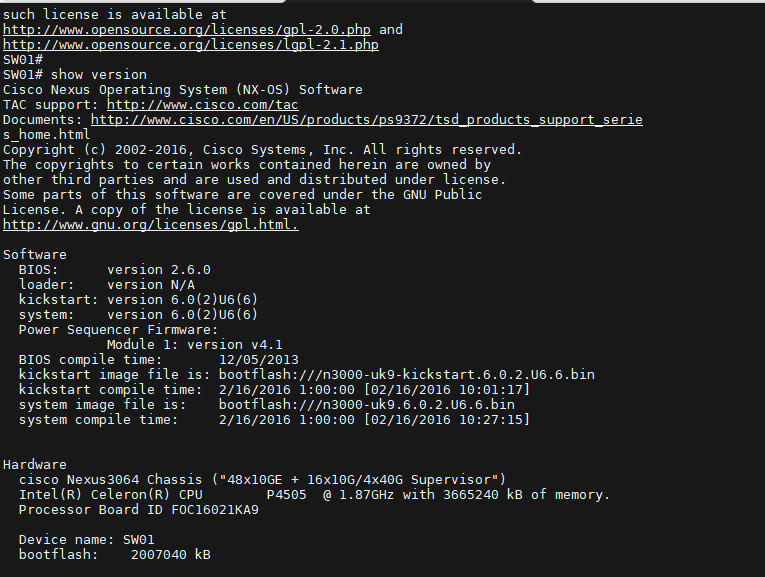 such license is available at
http://www.opensource.org/licenses/gpl-2.0.php and
http://www.opensource.org/licenses/lgpl-2.1.php
SW01#
SW01# show version
Cisco Nexus Operating System (NX-OS) Software
TAC support: http://www.cisco.com/tac
Documents: http://www.cisco.com/en/US/products/ps9372/tsd_products_support_serie
s_home.html
Copyright (c) 2002-2016, Cisco Systems, Inc. All rights reserved.
The copyrights to certain works contained herein are owned by
other third parties and are used and distributed under license.
Some parts of this software are covered under the GNU Public
License. A copy of the license is available at
http://www.gnu.org/licenses/gpl.html.

Software
  BIOS:      version 2.6.0
  loader:    version N/A
  kickstart: version 6.0(2)U6(6)
  system:    version 6.0(2)U6(6)
  Power Sequencer Firmware:
             Module 1: version v4.1
  BIOS compile time:       12/05/2013
  kickstart image file is: bootflash:///n3000-uk9-kickstart.6.0.2.U6.6.bin
  kickstart compile time:  2/16/2016 1:00:00 [02/16/2016 10:01:17]
  system image file is:    bootflash:///n3000-uk9.6.0.2.U6.6.bin
  system compile time:     2/16/2016 1:00:00 [02/16/2016 10:27:15]

Hardware
  cisco Nexus3064 Chassis ("48x10GE + 16x10G/4x40G Supervisor")
  Intel(R) Celeron(R) CPU        P4505  @ 1.87GHz with 3665240 kB of memory.
  Processor Board ID FOC16021KA9

  Device name: SW01
  bootflash:    2007040 kB